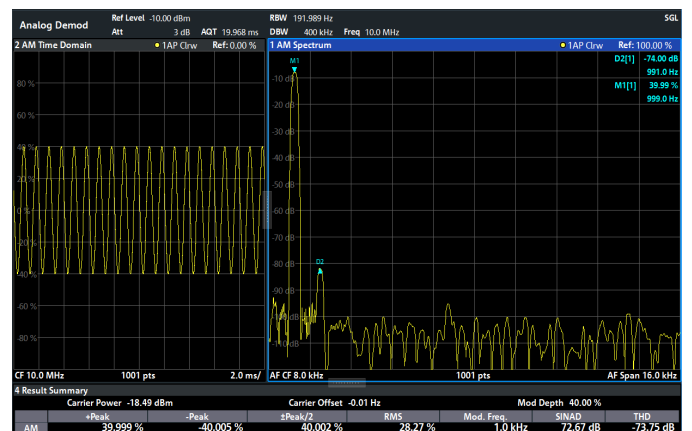 Analog Demod
Ref Level -10.00 dBm RBW 191.989 Hz SGL
Att 3 dB AQT 19.968 ms DBW 400 kHz Freq 10.0 MHz
2 AM Time Domain 1AP Clrw Ref: 0.00 %
80 %
60 %
40 %
20 %
0 %
-20 %
-40 %
-60 %
-80 %
CF 10.0 MHz 1001 pts 2.0 ms/
1 AM Spectrum 1AP Clrw Ref: 100.00 %
D2[1] -74.00 dB
991.0 Hz
M1[1] 39.99 %
999.0 Hz
M1
D2
-10 dB
-20 dB
-30 dB
-40 dB
-50 dB
-60 dB
-70 dB
-80 dB
-90 dB
-100 dB
-110 dB
AF CF 8.0 kHz 1001 pts AF Span 16.0 kHz
4 Result Summary
Carrier Power -18.49 dBm Carrier Offset -0.01 Hz Mod Depth 40.00 %
+Peak -Peak ±Peak/2 RMS Mod. Freq. SINAD THD
AM 39.999 % -40.005 % 40.002 % 28.27 % 1.0 kHz 72.67 dB -73.75 dB